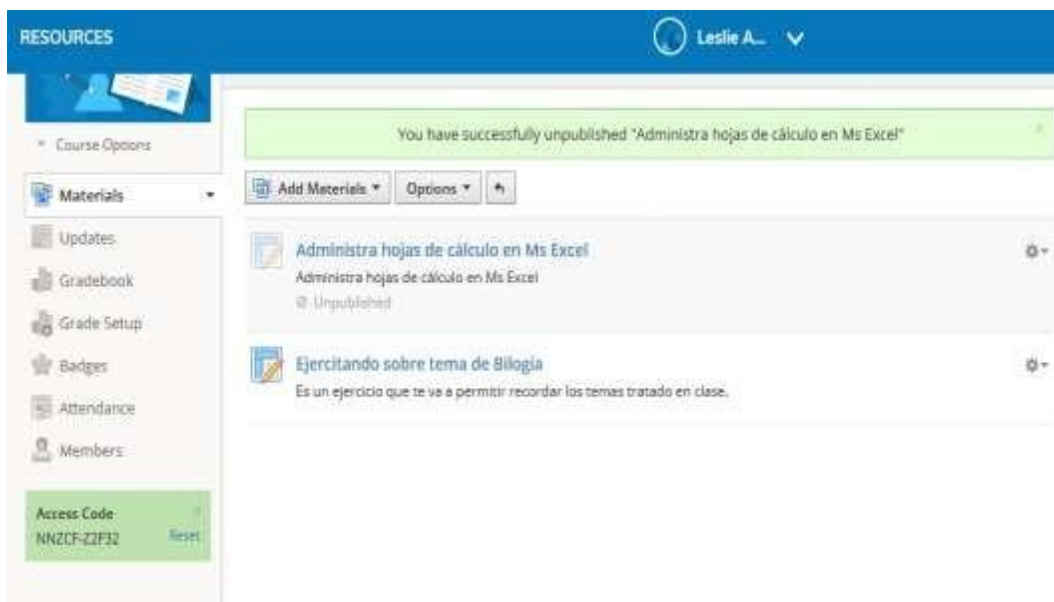 RESOURCES
Leslie A...
Course Options
You have successfully unpublished "Administra hojas de cálculo en Ms Excel"
Materials
Add Materials
Options
Updates
Administra hojas de cálculo en Ms Excel
Administra hojas de cálculo en Ms Excel
Unpublished
Gradebook
Grade Setup
Badges
Ejercitando sobre tema de Bilogía
Es un ejercicio que te va a permitir recordar los temas tratado en clase.
Attendance
Members
Access Code
NNZCF-Z2F32 Reset